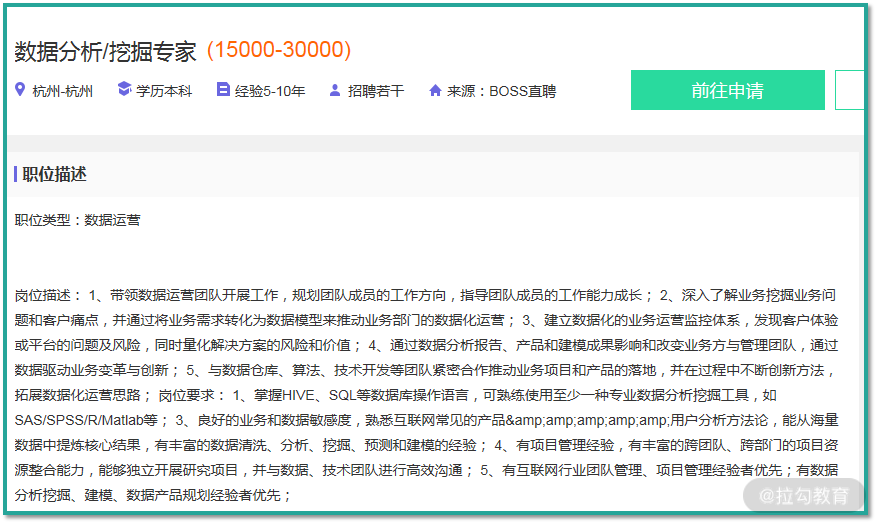 数据分析/挖掘专家 (15000-30000)
杭州-杭州 学历本科 经验5-10年 招聘若干 来源：BOSS直聘
前往申请
职位描述
职位类型：数据运营
岗位描述： 1、带领数据运营团队开展工作，规划团队成员的工作方向，指导团队成员的工作能力成长； 2、深入了解业务挖掘业务问
题和客户痛点，并通过将业务需求转化为数据模型来推动业务部门的数据化运营； 3、建立数据化的业务运营监控体系，发现客户体验
或平台的问题及风险，同时量化解决方案的风险和价值； 4、通过数据分析报告、产品和建模成果影响和改变业务方与管理团队，通过
数据驱动业务变革与创新； 5、与数据仓库、算法、技术开发等团队紧密合作推动业务项目和产品的落地，并在过程中不断创新方法，
拓展数据化运营思路； 岗位要求： 1、掌握HIVE、SQL等数据库操作语言，可熟练使用至少一种专业数据分析挖掘工具，如
SAS/SPSS/R/Matlab等； 3、良好的业务和数据敏感度，熟悉互联网常见的产品&amp;amp;amp;amp;amp;用户分析方法论，能从海量
数据中提炼核心结果，有丰富的数据清洗、分析、挖掘、预测和建模的经验； 4、有项目管理经验，有丰富的跨团队、跨部门的项目资
源整合能力，能够独立开展研究项目，并与数据、技术团队进行高效沟通； 5、有互联网行业团队管理、项目管理经验者优先；有数据
分析挖掘、建模、数据产品规划经验者优先；
@拉勾教育